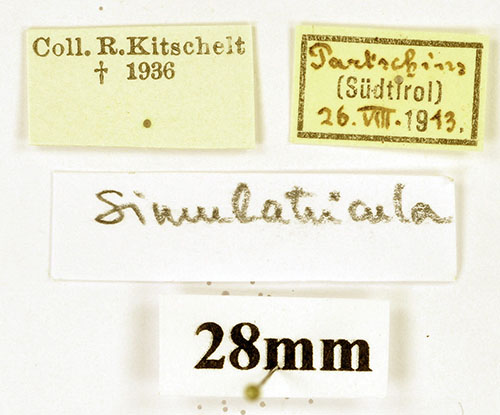 Coll. R. Kitschelt
† 1936
Partschins
(Südtirol)
26. VIII. 1913.
simulatricula
28mm